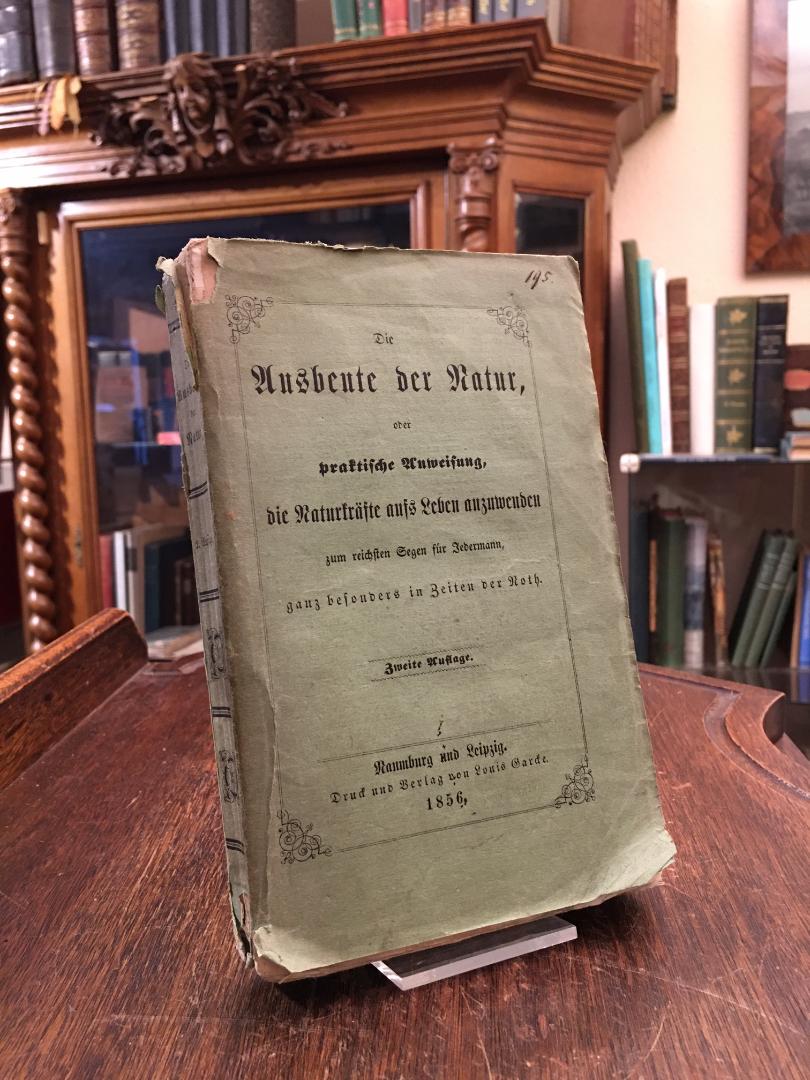 195.
Die
Ausbeute der Natur,
oder
praktische Anweisung,
die Naturkräfte aufs Leben anzuwenden
zum reichsten Segen für Jedermann,
ganz besonders in Zeiten der Noth.
Zweite Auflage.
Naumburg und Leipzig.
Druck und Verlag von Louis Garcke.
1856.